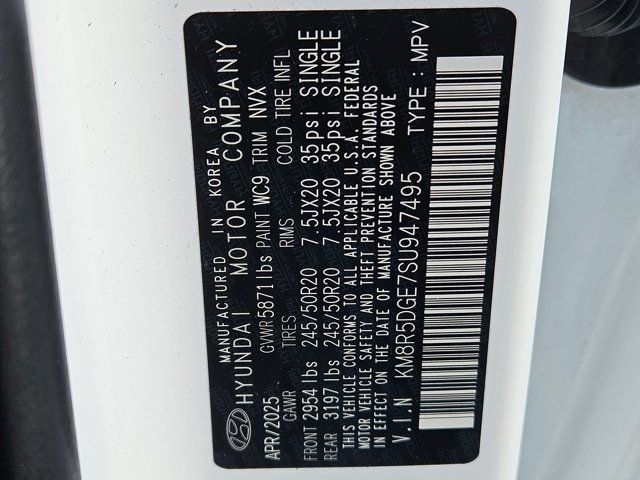 MANUFACTURED IN KOREA BY
HYUNDAI MOTOR COMPANY
APR/2025 GVWR 5871 lbs PAINT WC9 TRIM NVX
GAWR TIRES RIMS COLD TIRE INFL
FRONT 2954 lbs 245/50R20 7.5JX20 35psi SINGLE
REAR 3197 lbs 245/50R20 7.5JX20 35psi SINGLE
THIS VEHICLE CONFORMS TO ALL APPLICABLE U.S.A. FEDERAL
MOTOR VEHICLE SAFETY AND THEFT PREVENTION STANDARDS
IN EFFECT ON THE DATE OF MANUFACTURE SHOWN ABOVE
V.I.N KM8R5DGE7SU947495 TYPE : MPV